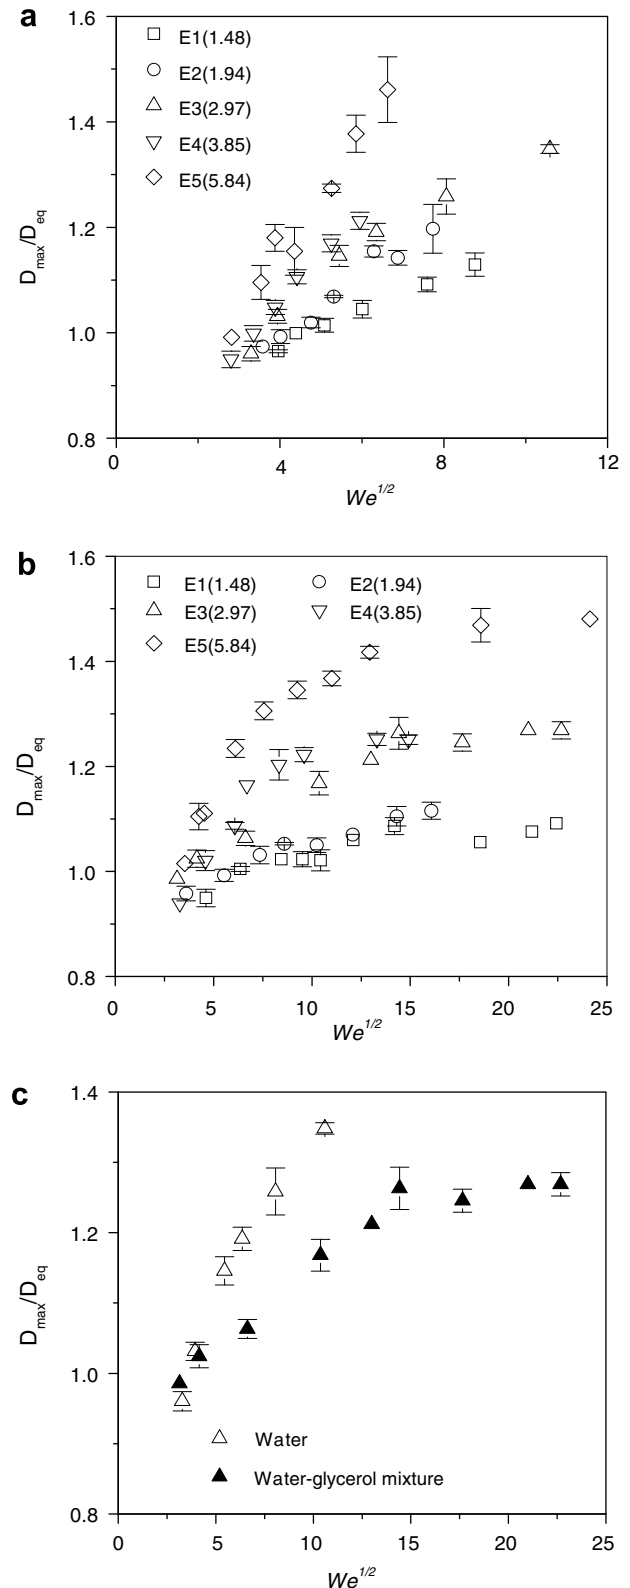 a
1.6
E1(1.48)
E2(1.94)
1.4
E3(2.97)
E4(3.85)
E5(5.84)
1.2
Dmax/Deq
1.0
0.8
0 4 8 12
We1/2
b
1.6
E1(1.48) E2(1.94)
E3(2.97) E4(3.85)
E5(5.84)
1.4
1.2
Dmax/Deq
1.0
0.8
0 5 10 15 20 25
We1/2
c
1.4
1.2
Dmax/Deq
1.0
Water
Water-glycerol mixture
0.8
0 5 10 15 20 25
We1/2